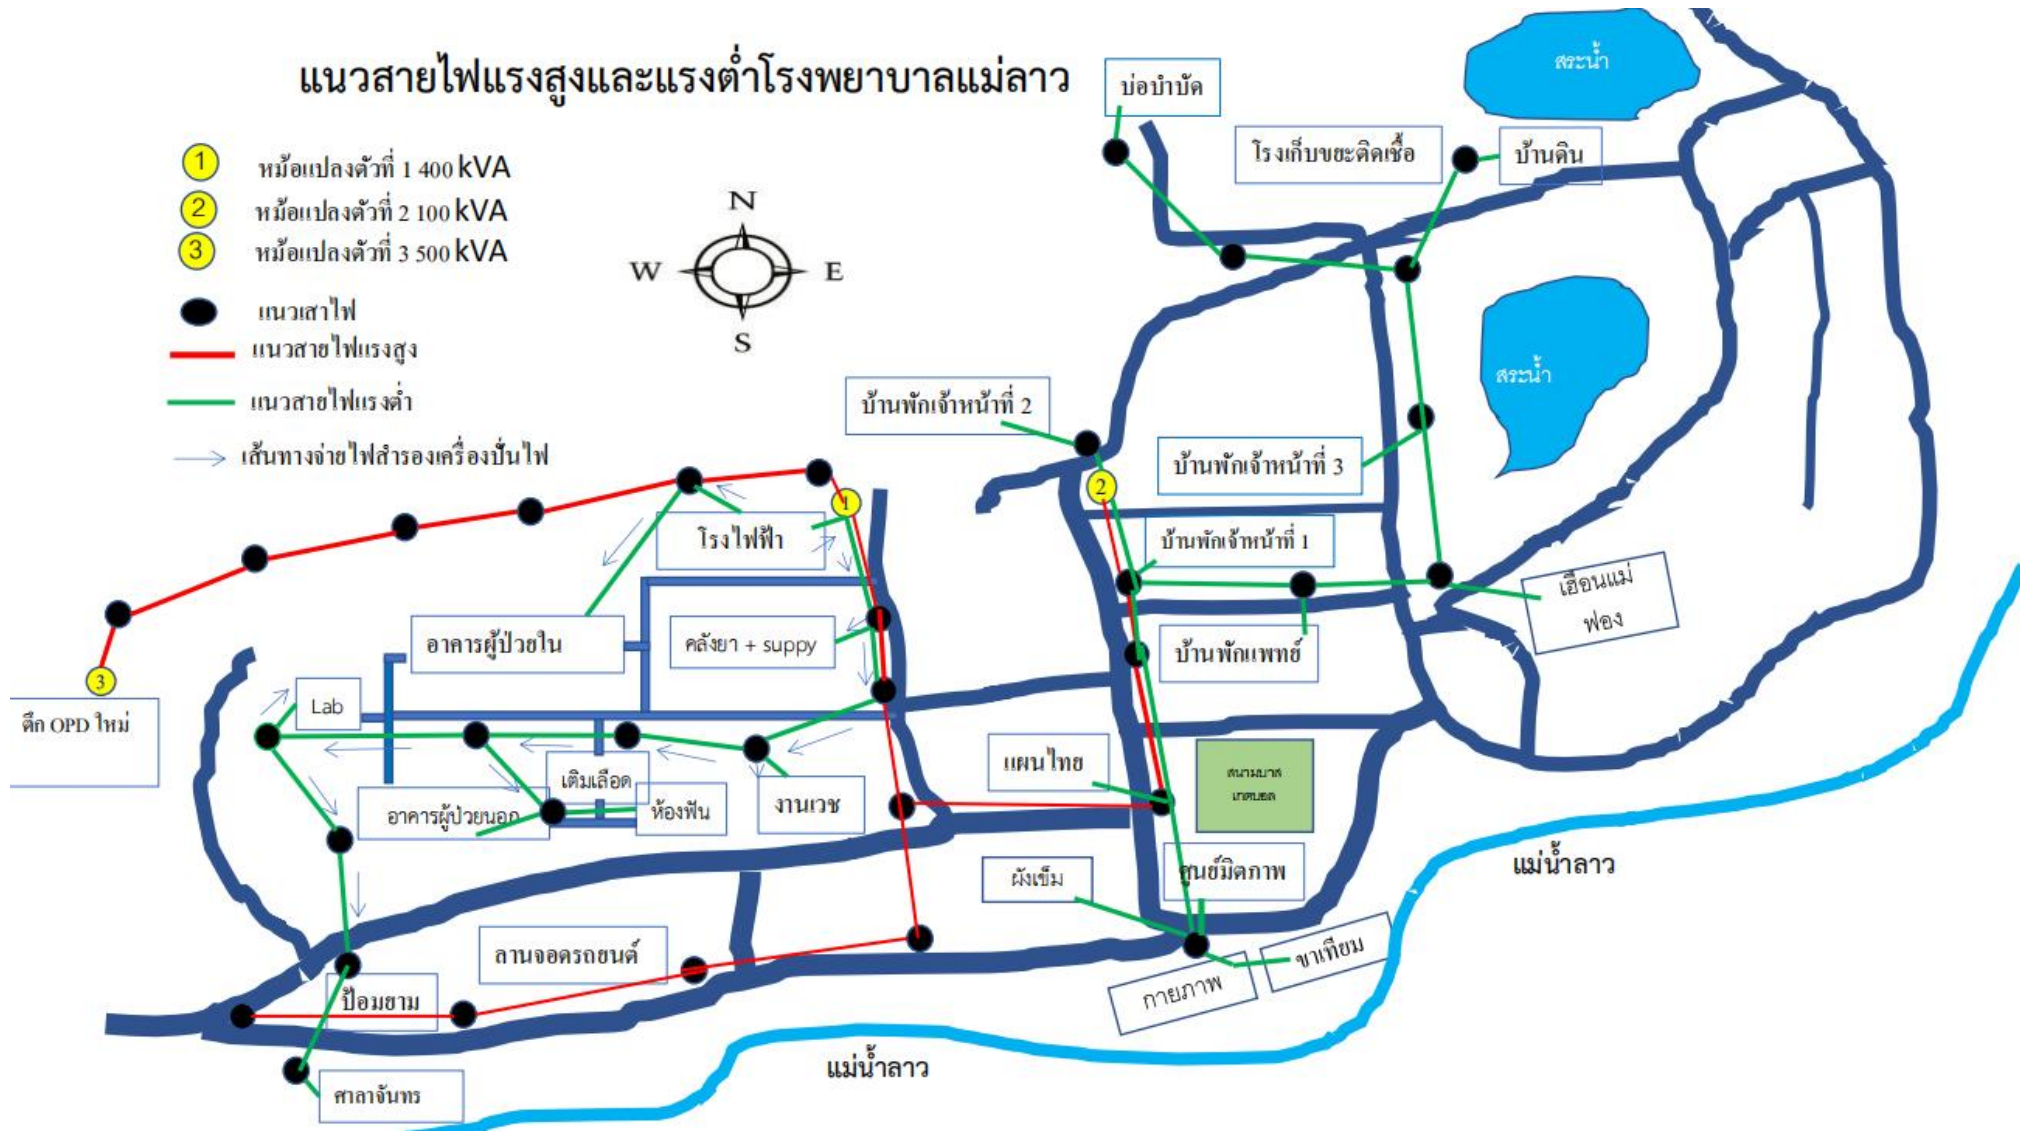 แนวสายไฟแรงสูงและแรงต่ำโรงพยาบาลแม่ลาว
1 หม้อแปลงตัวที่ 1 400 kVA
2 หม้อแปลงตัวที่ 2 100 kVA
3 หม้อแปลงตัวที่ 3 500 kVA
แนวเสาไฟ
แนวสายไฟแรงสูง
แนวสายไฟแรงต่ำ
เส้นทางจ่ายไฟสำรองเครื่องปั่นไฟ
N
W
E
S
บ่อบำบัด
สระน้ำ
โรงเก็บขยะติดเชื้อ
บ้านดิน
สระน้ำ
บ้านพักเจ้าหน้าที่ 2
บ้านพักเจ้าหน้าที่ 3
1
2
โรงไฟฟ้า
บ้านพักเจ้าหน้าที่ 1
เฮือนแม่
ฟอง
อาคารผู้ป่วยใน
คลังยา + suppy
บ้านพักแพทย์
3
ตึก OPD ใหม่
Lab
แผนไทย
สนามบาส
เทศบอล
เติมเลือด
อาคารผู้ป่วยนอก
ห้องฟัน
งานเวช
ผังเข็ม
ศูนย์มิตภาพ
แม่น้ำลาว
ลานจอดรถยนต์
ขาเทียม
กายภาพ
ป้อมยาม
แม่น้ำลาว
ศาลาจันทร